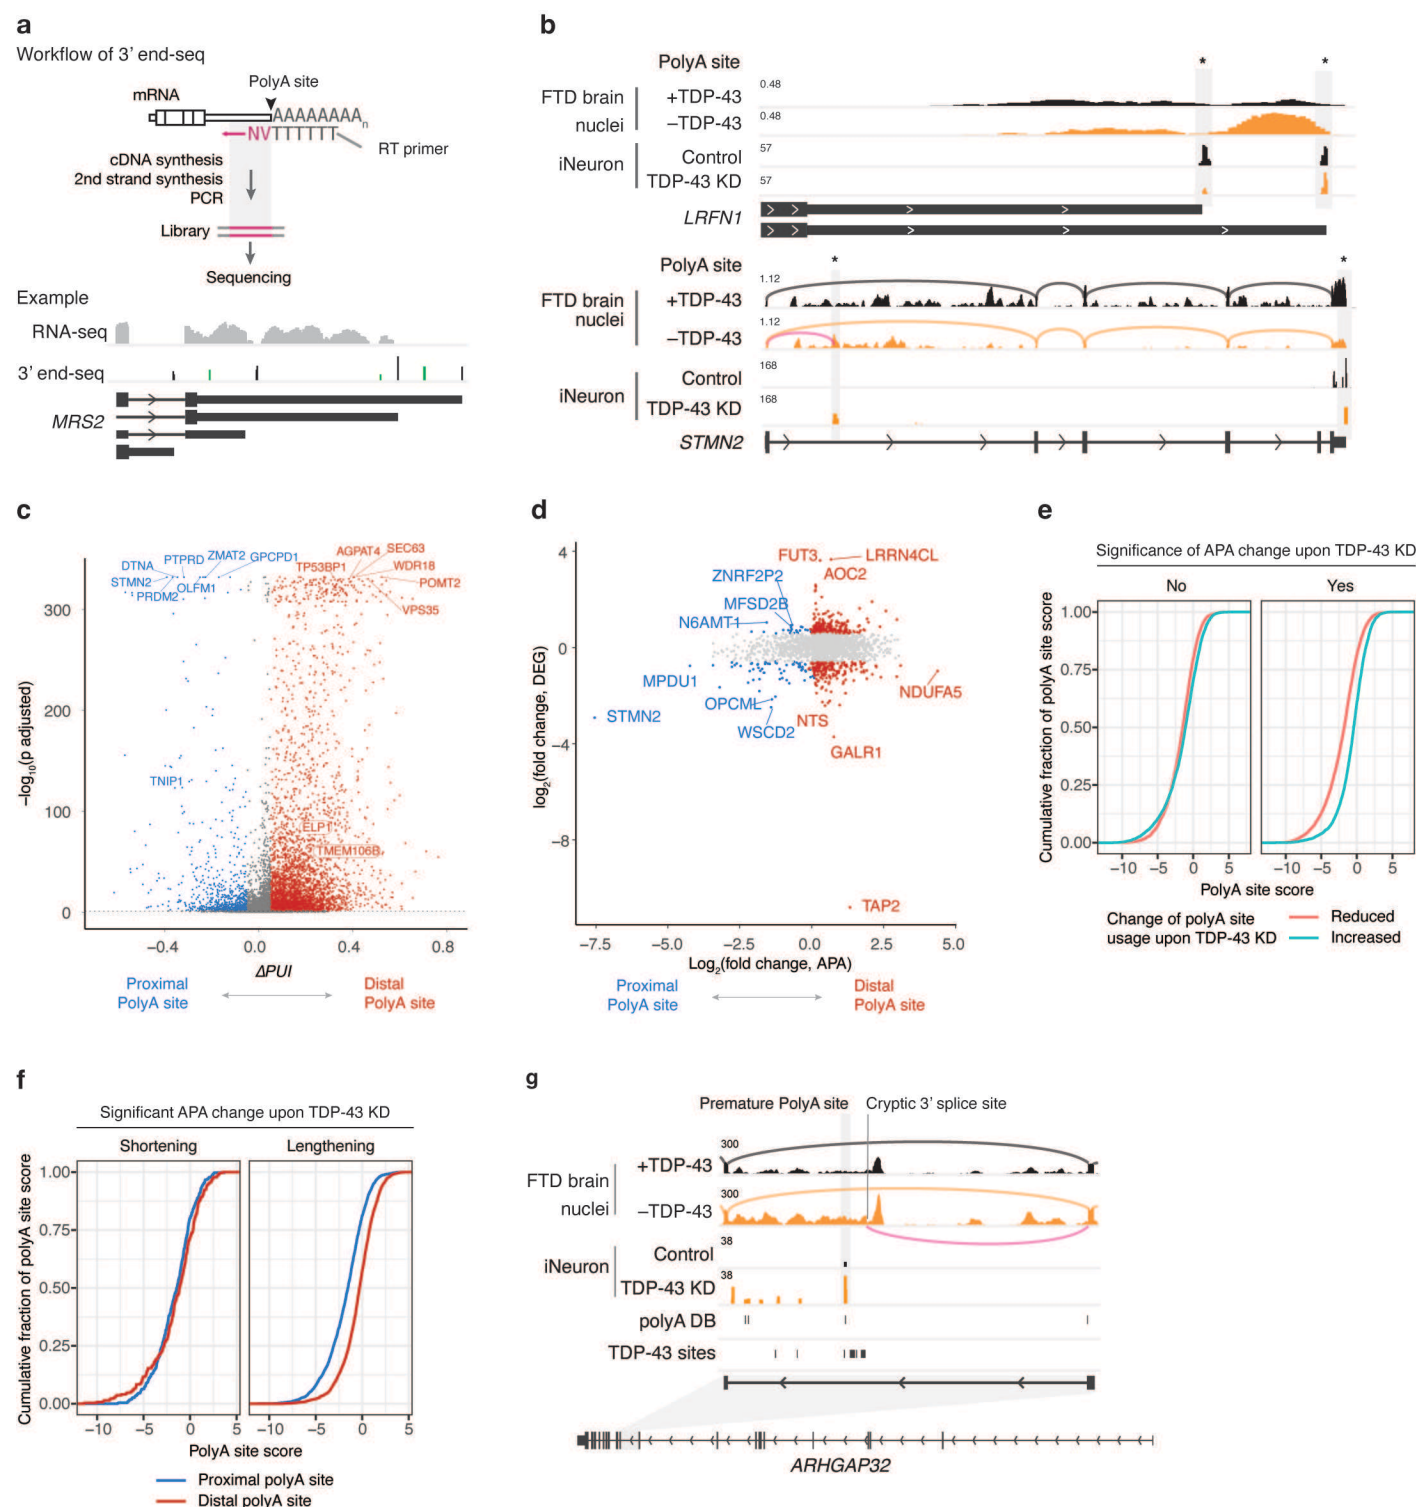 a
Workflow of 3' end-seq
PolyA site
mRNA
AAAAAAAAn
NVTTTTTT
RT primer
cDNA synthesis
2nd strand synthesis
PCR
Library
Sequencing
Example
RNA-seq
3' end-seq
MRS2
b
PolyA site * *
FTD brain
nuclei
+TDP-43 0.48
−TDP-43 0.48
iNeuron
Control 57
TDP-43 KD 57
LRFN1
PolyA site * *
FTD brain
nuclei
+TDP-43 1.12
−TDP-43 1.12
iNeuron
Control 168
TDP-43 KD 168
STMN2
c
DTNA PTPRD ZMAT2 GPCPD1 AGPAT4 SEC63
STMN2 OLFM1 TP53BP1 WDR18
PRDM2 POMT2
VPS35
TNIP1
ELP1
TMEM106B
−log10(p adjusted)
300
200
100
0
−0.4 0.0 0.4 0.8
ΔPUI
Proximal
PolyA site
Distal
PolyA site
d
FUT3 LRRN4CL
ZNRF2P2 AOC2
MFSD2B
N6AMT1
MPDU1
NDUFA5
OPCML
STMN2 NTS
WSCD2
GALR1
TAP2
log2(fold change, DEG)
4
0
−4
−8
−7.5 −5.0 −2.5 0.0 2.5 5.0
Log2(fold change, APA)
Proximal
PolyA site
Distal
PolyA site
e
Significance of APA change upon TDP-43 KD
No Yes
Cumulative fraction of polyA site score
1.00
0.75
0.50
0.25
0.00
−10 −5 0 5 −10 −5 0 5
PolyA site score
Change of polyA site
usage upon TDP-43 KD
Reduced
Increased
f
Significant APA change upon TDP-43 KD
Shortening Lengthening
Cumulative fraction of polyA site score
1.00
0.75
0.50
0.25
0.00
−10 −5 0 5 −10 −5 0 5
PolyA site score
Proximal polyA site
Distal polyA site
g
Premature PolyA site Cryptic 3' splice site
FTD brain
nuclei
+TDP-43 300
−TDP-43 300
iNeuron
Control 38
TDP-43 KD 38
polyA DB
TDP-43 sites
ARHGAP32